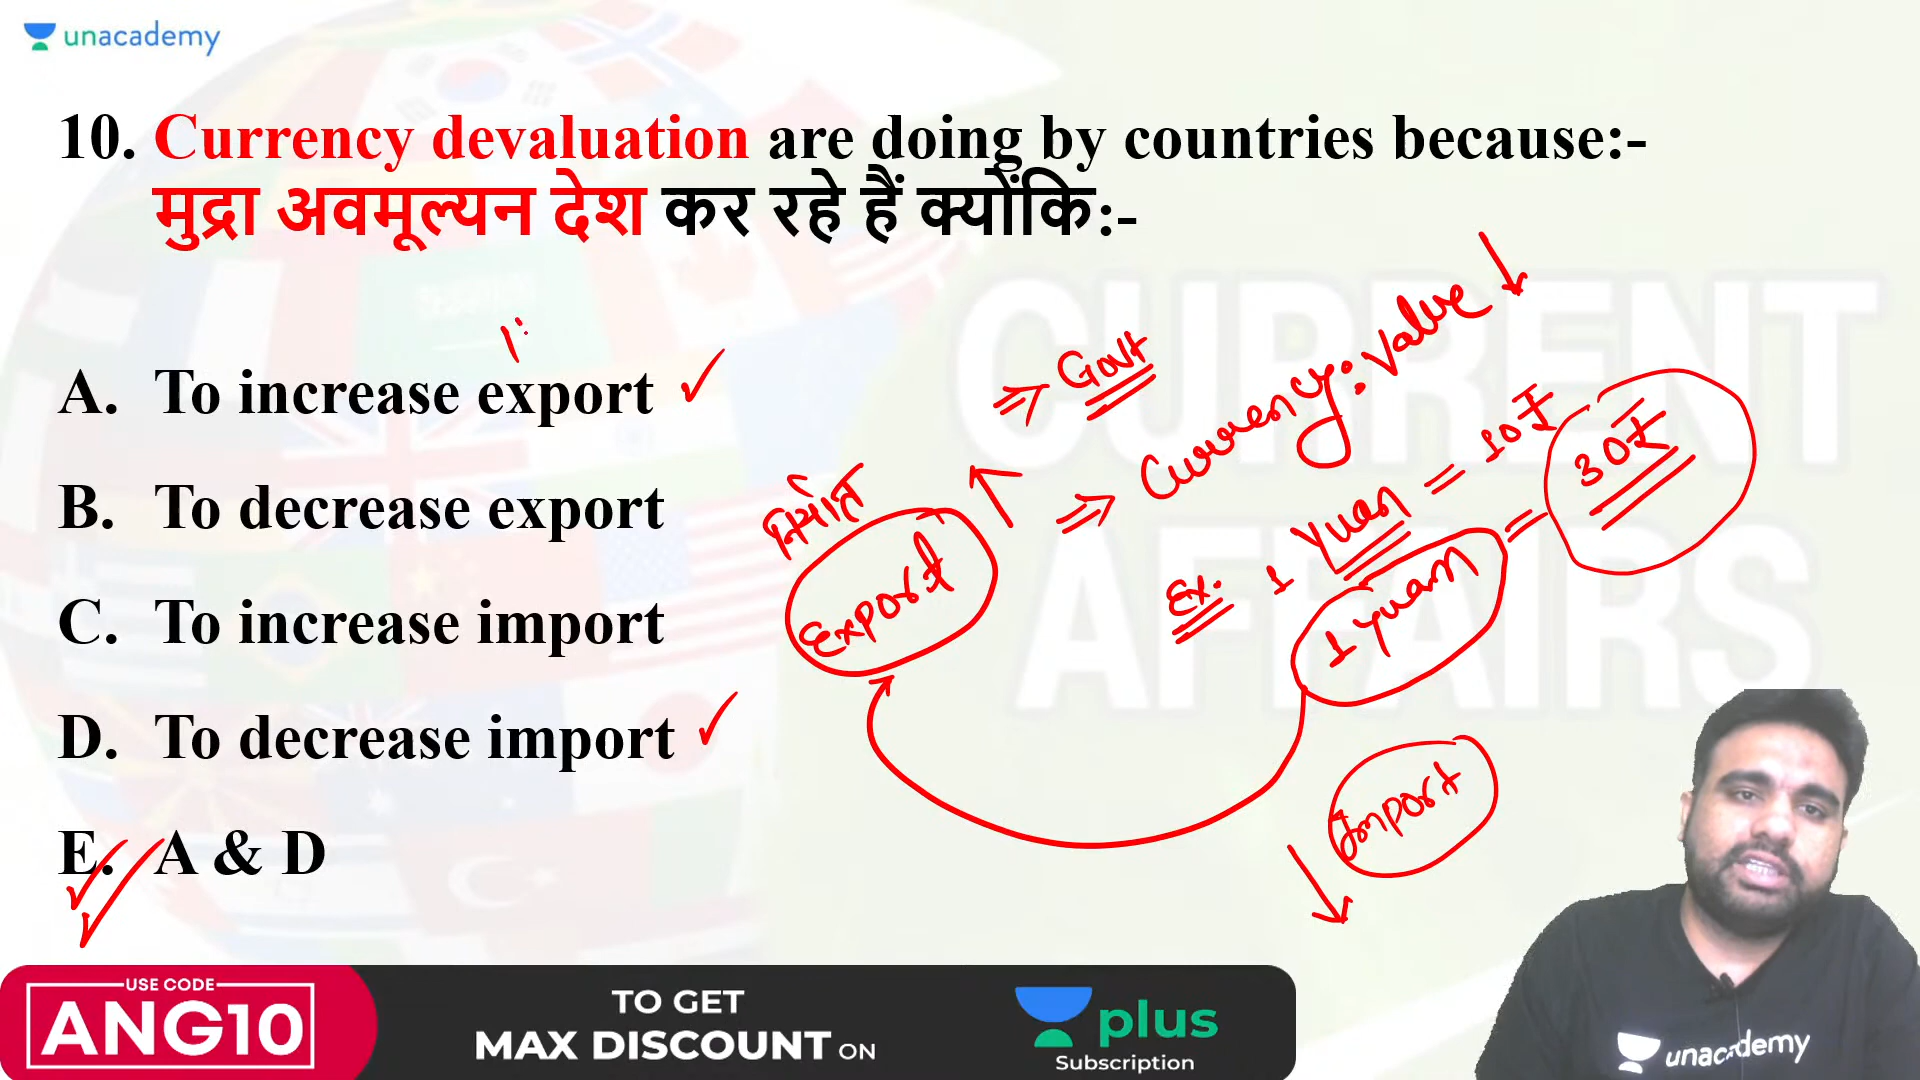 unacademy
10. Currency devaluation are doing by countries because:-
मुद्रा अवमूल्यन देश कर रहे हैं क्योंकि:-
A. To increase export
B. To decrease export
C. To increase import
D. To decrease import
E. A & D
⇒ Govt
⇒ Currency: Value ↓
Ex. 1 Yuan = 10₹
1 yuan = 30₹
निर्यात
Export ↑
Import ↓
CURRENT
AFFAIRS
USE CODE
ANG10
TO GET
MAX DISCOUNT ON
plus
Subscription
unacademy